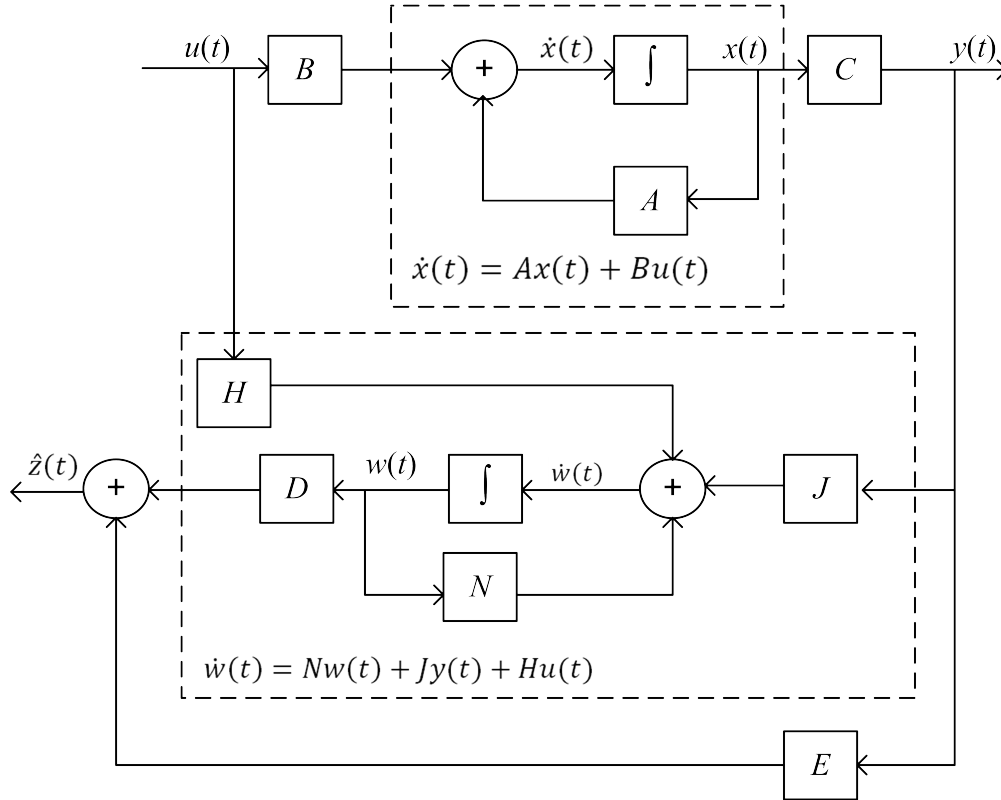 u(t)
B
+
ẋ(t)
∫
x(t)
C
y(t)
A
ẋ(t) = Ax(t) + Bu(t)
H
ẑ(t)
+
D
w(t)
∫
ẇ(t)
+
J
N
ẇ(t) = Nw(t) + Jy(t) + Hu(t)
E